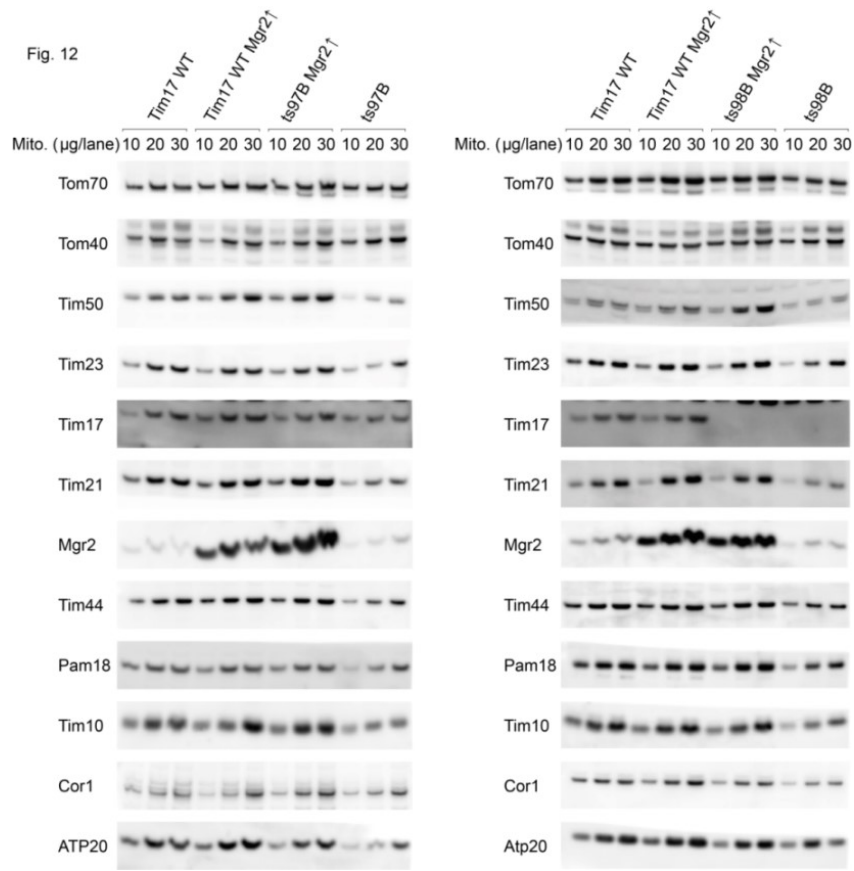 Fig. 12
Tim17 WT
Tim17 WT Mgr2↑
ts97B Mgr2↑
ts97B
Mito. (µg/lane) 10 20 30 10 20 30 10 20 30 10 20 30
Tom70
Tom40
Tim50
Tim23
Tim17
Tim21
Mgr2
Tim44
Pam18
Tim10
Cor1
ATP20
Tim17 WT
Tim17 WT Mgr2↑
ts98B Mgr2↑
ts98B
Mito. (µg/lane) 10 20 30 10 20 30 10 20 30 10 20 30
Tom70
Tom40
Tim50
Tim23
Tim17
Tim21
Mgr2
Tim44
Pam18
Tim10
Cor1
Atp20